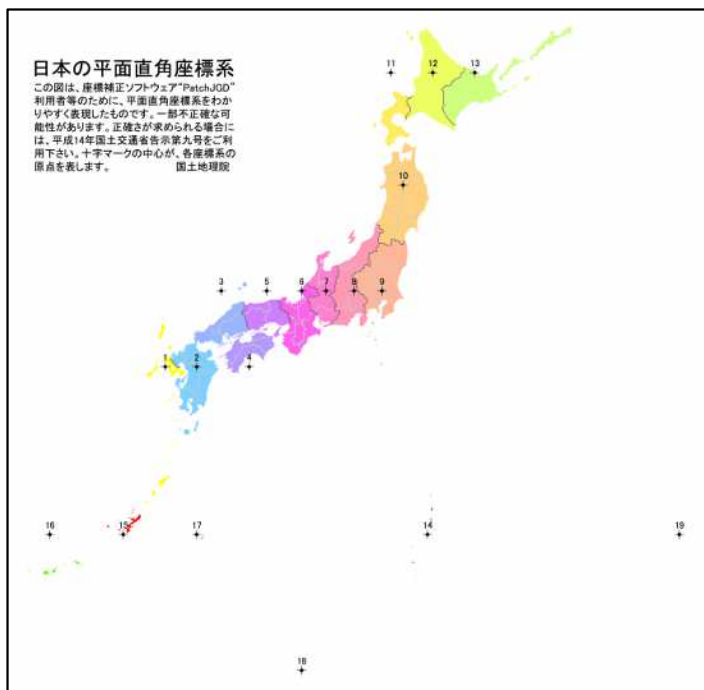 日本の平面直角座標系
この図は、座標補正ソフトウェア"PatchJGD"
利用者等のために、平面直角座標系をわか
りやすく表現したものです。一部不正確な可
能性があります。正確さが求められる場合に
は、平成14年国土交通省告示第九号をご利
用下さい。十字マークの中心が、各座標系の
原点を表します。 国土地理院
11 12 13
10
3 5 6 7 8 9
1 2 4
16 15 17 14 19
18